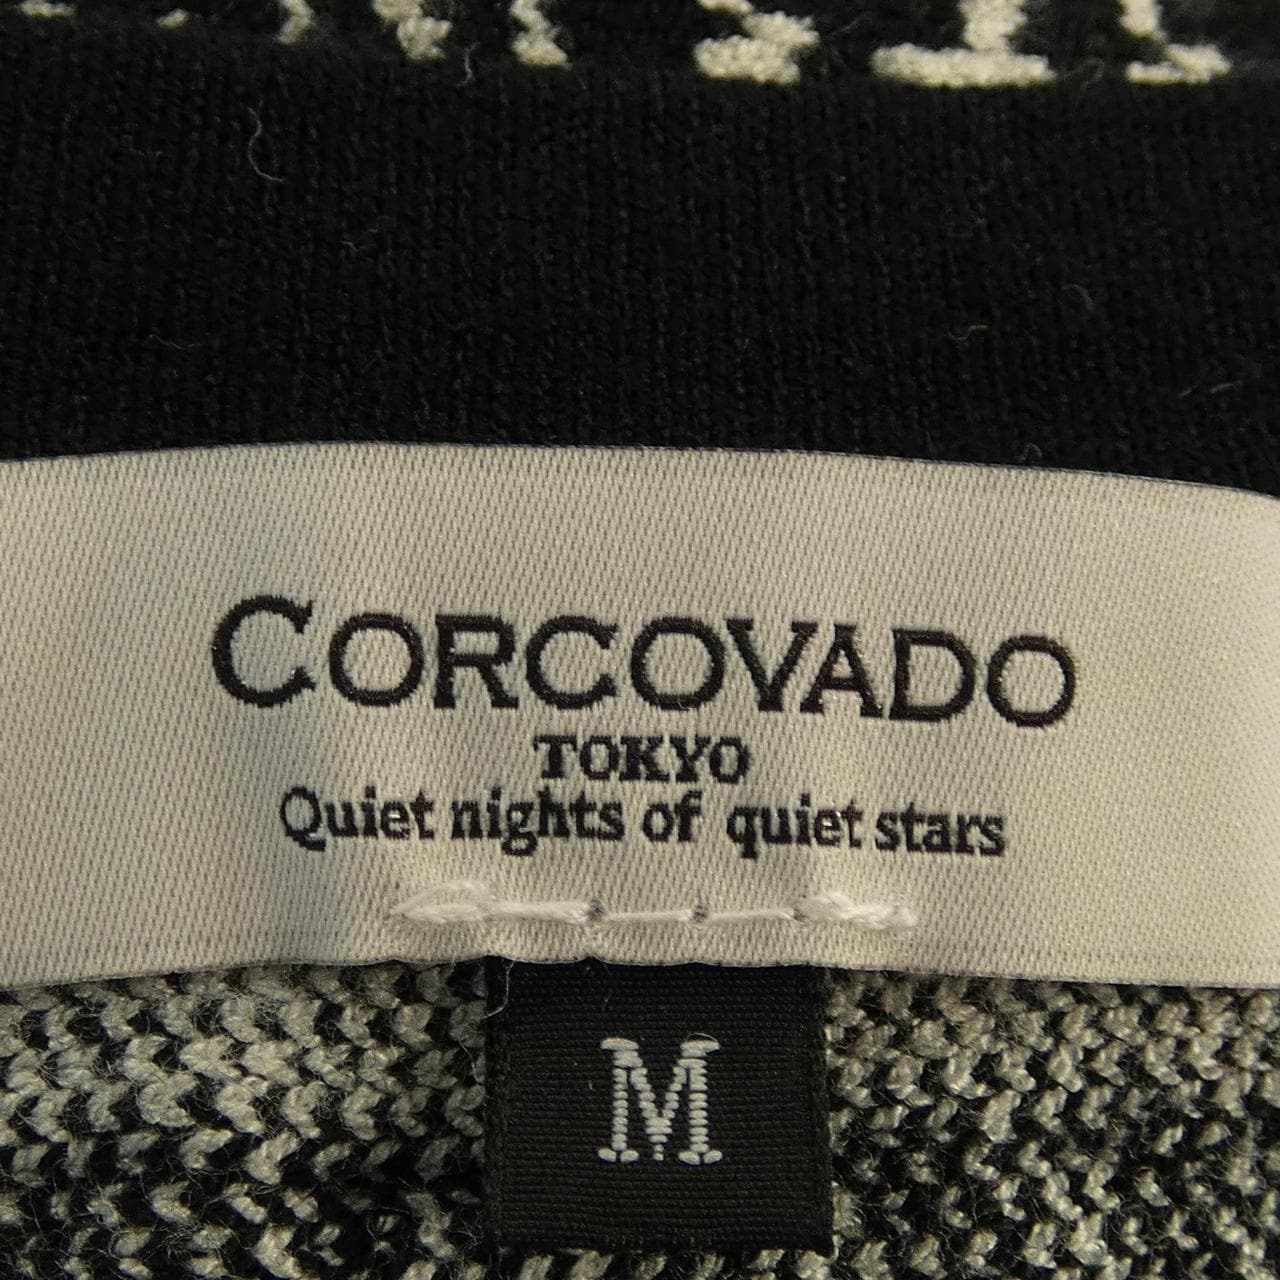 CORCOVADO
TOKYO
Quiet nights of quiet stars
M